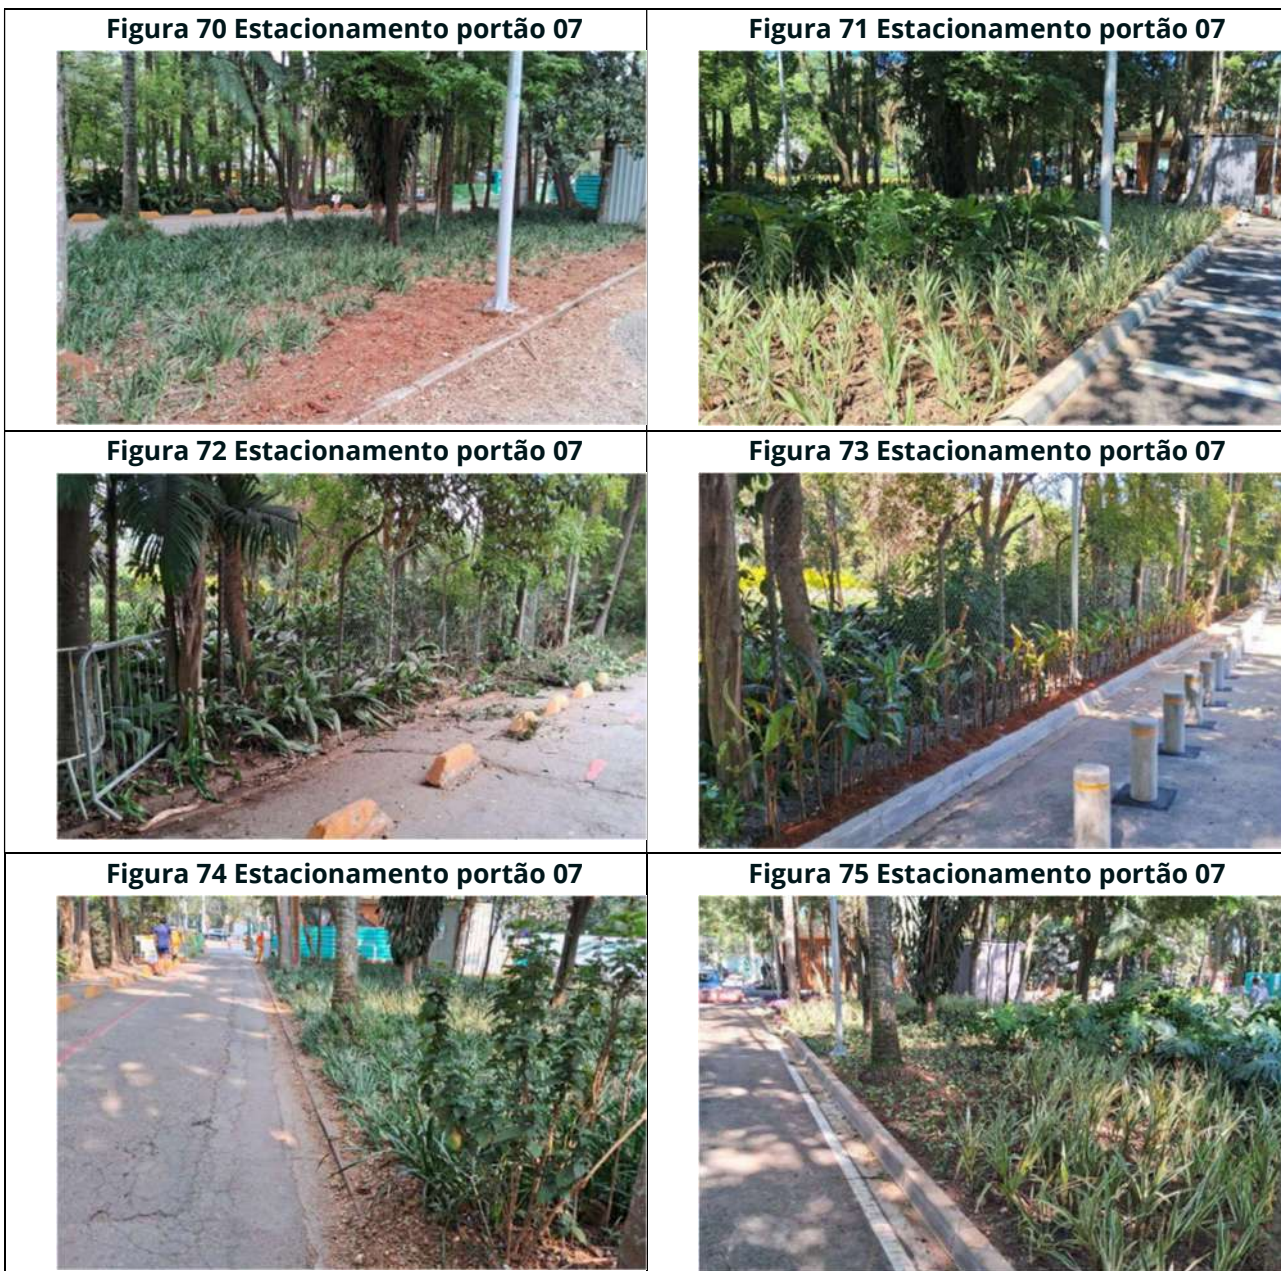 Figura 70 Estacionamento portão 07
Figura 71 Estacionamento portão 07
Figura 72 Estacionamento portão 07
Figura 73 Estacionamento portão 07
Figura 74 Estacionamento portão 07
Figura 75 Estacionamento portão 07